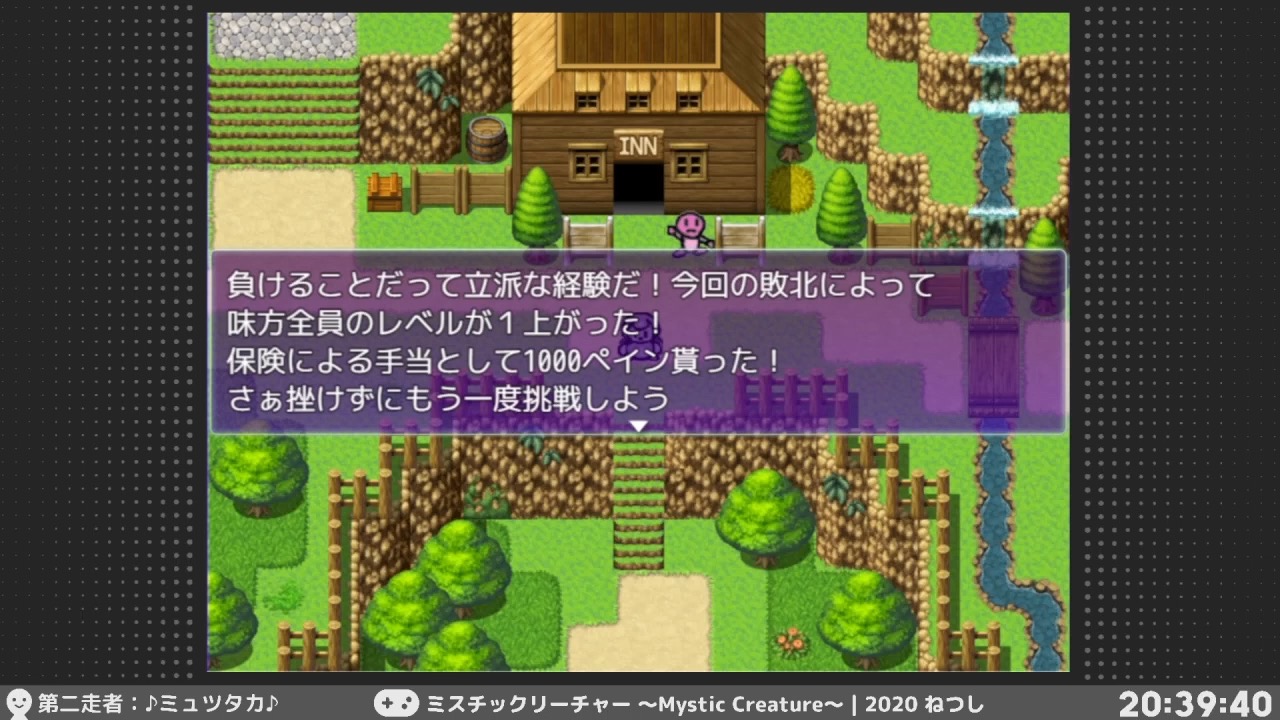 INN
負けることだって立派な経験だ！今回の敗北によって
味方全員のレベルが１上がった！
保険による手当として1000ペイン貰った！
さぁ挫けずにもう一度挑戦しよう
第二走者：♪ミュツタカ♪
ミスチックリーチャー ～Mystic Creature～ | 2020 ねつし
20:39:40